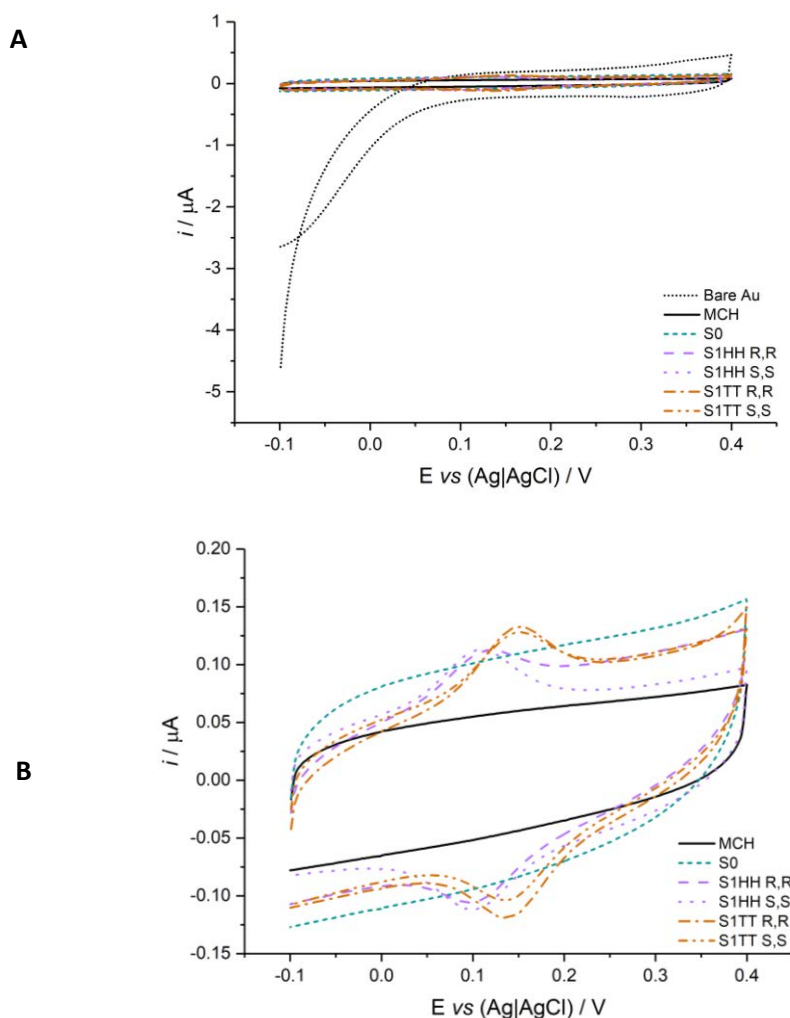 A
1
0
-1
-2
-3
-4
-5
i / µA
Bare Au
MCH
S0
S1HH R,R
S1HH S,S
S1TT R,R
S1TT S,S
-0.1 0.0 0.1 0.2 0.3 0.4
E vs (Ag|AgCl) / V
B
0.20
0.15
0.10
0.05
0.00
-0.05
-0.10
-0.15
i / µA
MCH
S0
S1HH R,R
S1HH S,S
S1TT R,R
S1TT S,S
-0.1 0.0 0.1 0.2 0.3 0.4
E vs (Ag|AgCl) / V